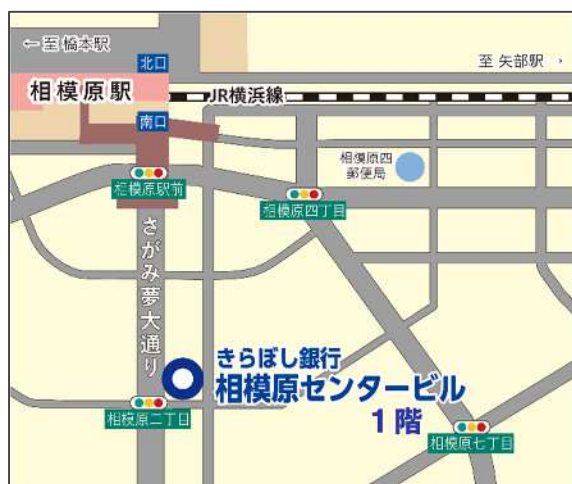 ← 至 橋本駅
北口
至 矢部駅 →
相模原駅
JR横浜線
南口
相模原四
郵便局
相模原駅前
相模原四丁目
さがみ夢大通り
きらぼし銀行
相模原センタービル
1階
相模原二丁目
相模原七丁目